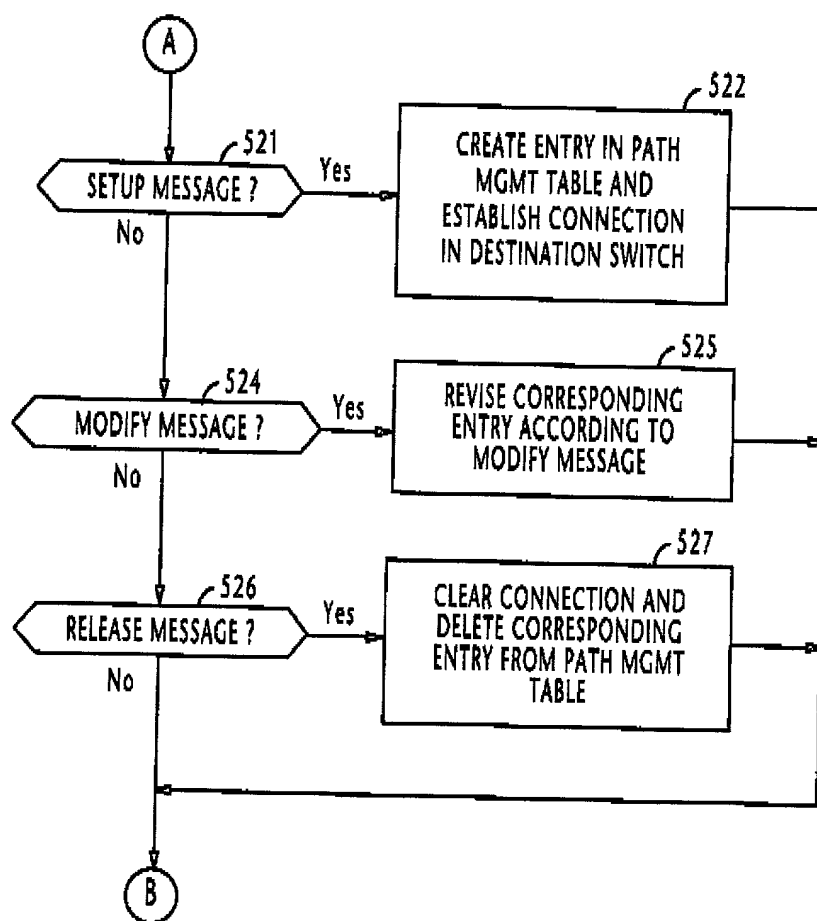 A
521
SETUP MESSAGE ?
Yes
No
522
CREATE ENTRY IN PATH
MGMT TABLE AND
ESTABLISH CONNECTION
IN DESTINATION SWITCH
524
MODIFY MESSAGE ?
Yes
No
525
REVISE CORRESPONDING
ENTRY ACCORDING TO
MODIFY MESSAGE
526
RELEASE MESSAGE ?
Yes
No
527
CLEAR CONNECTION AND
DELETE CORRESPONDING
ENTRY FROM PATH MGMT
TABLE
B